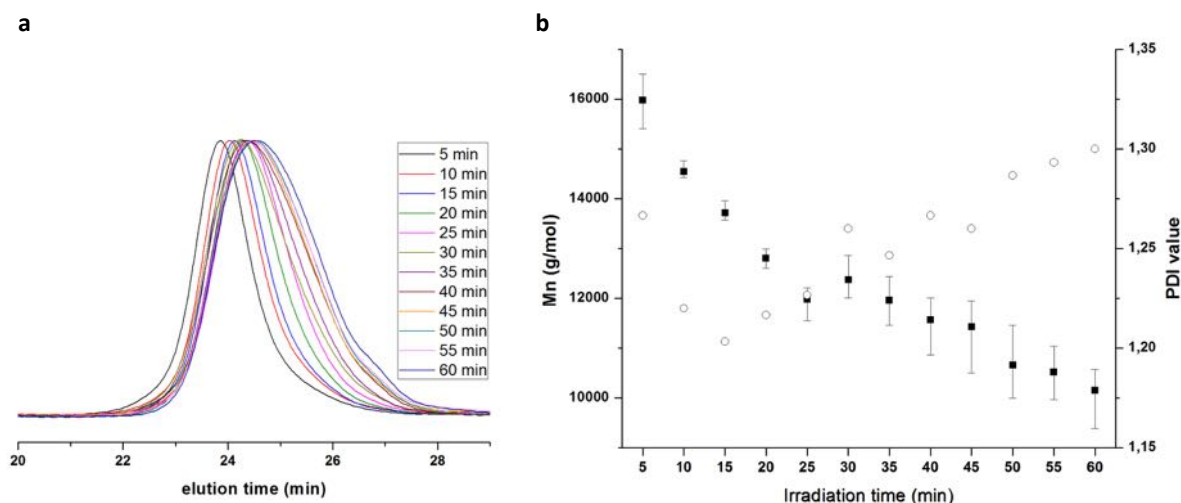 a
5 min
10 min
15 min
20 min
25 min
30 min
35 min
40 min
45 min
50 min
55 min
60 min
20 22 24 26 28
elution time (min)
b
16000
14000
12000
10000
Mn (g/mol)
1,35
1,30
1,25
1,20
1,15
PDI value
5 10 15 20 25 30 35 40 45 50 55 60
Irradiation time (min)